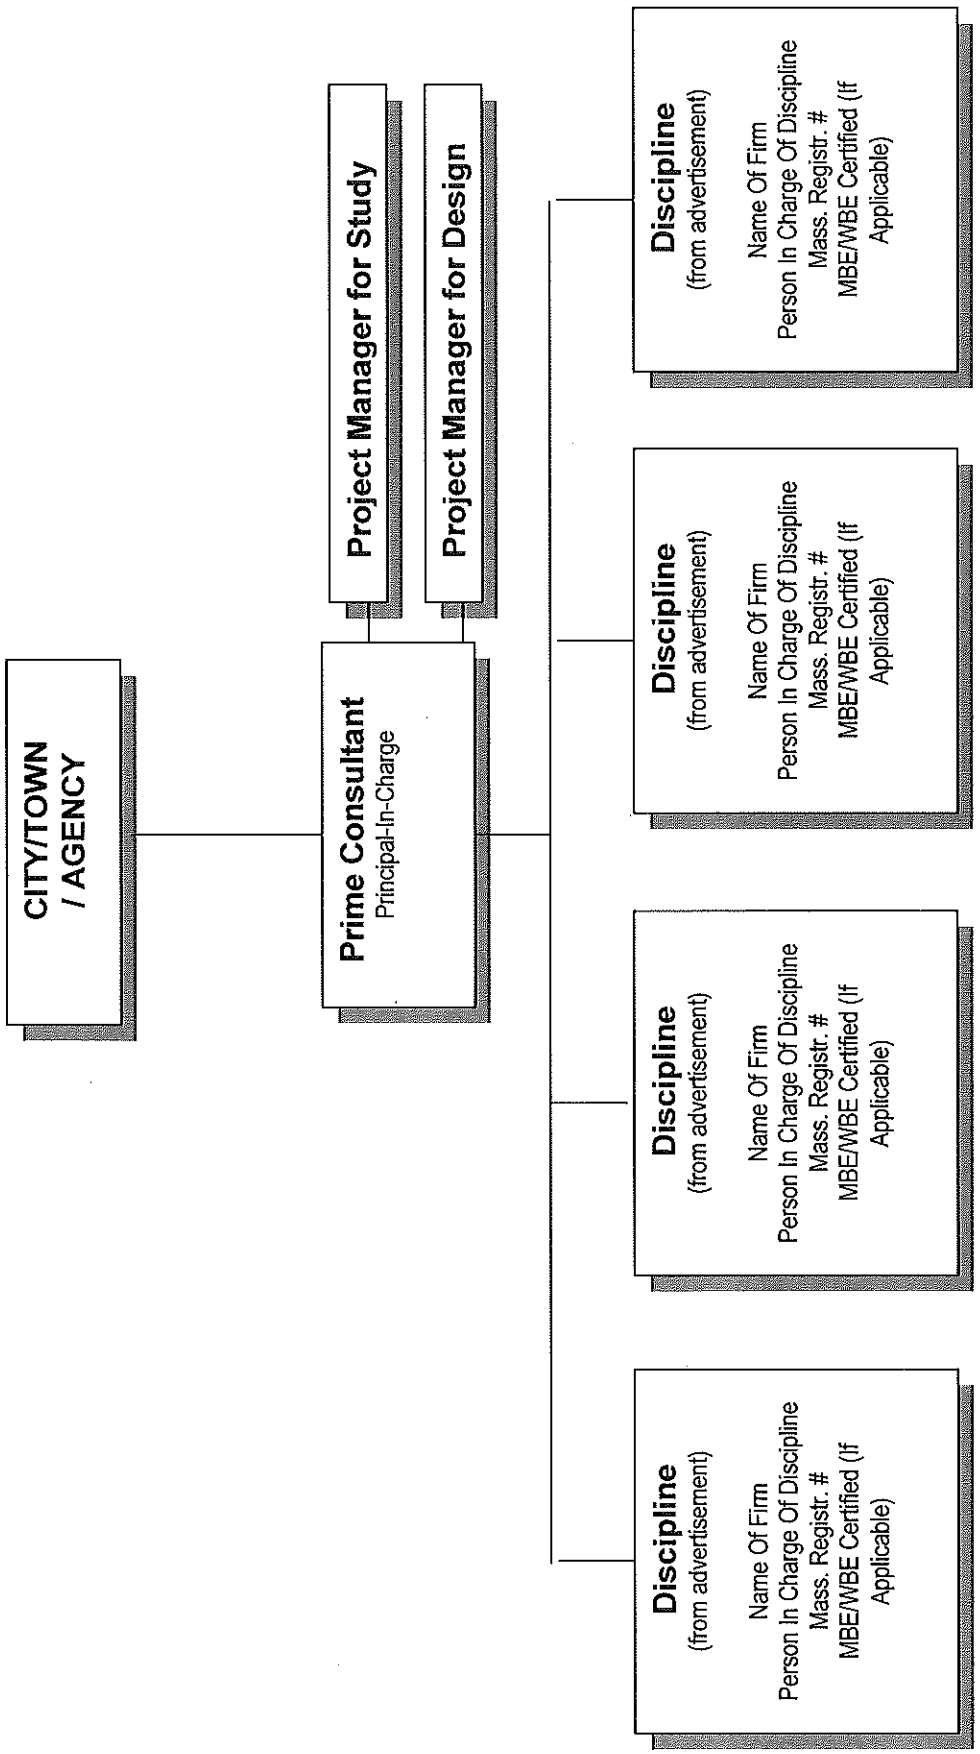 CITY/TOWN
/ AGENCY
Prime Consultant
Principal-In-Charge
Project Manager for Study
Project Manager for Design
Discipline
(from advertisement)
Name Of Firm
Person In Charge Of Discipline
Mass. Registr. #
MBE/WBE Certified (If
Applicable)
Discipline
(from advertisement)
Name Of Firm
Person In Charge Of Discipline
Mass. Registr. #
MBE/WBE Certified (If
Applicable)
Discipline
(from advertisement)
Name Of Firm
Person In Charge Of Discipline
Mass. Registr. #
MBE/WBE Certified (If
Applicable)
Discipline
(from advertisement)
Name Of Firm
Person In Charge Of Discipline
Mass. Registr. #
MBE/WBE Certified (If
Applicable)